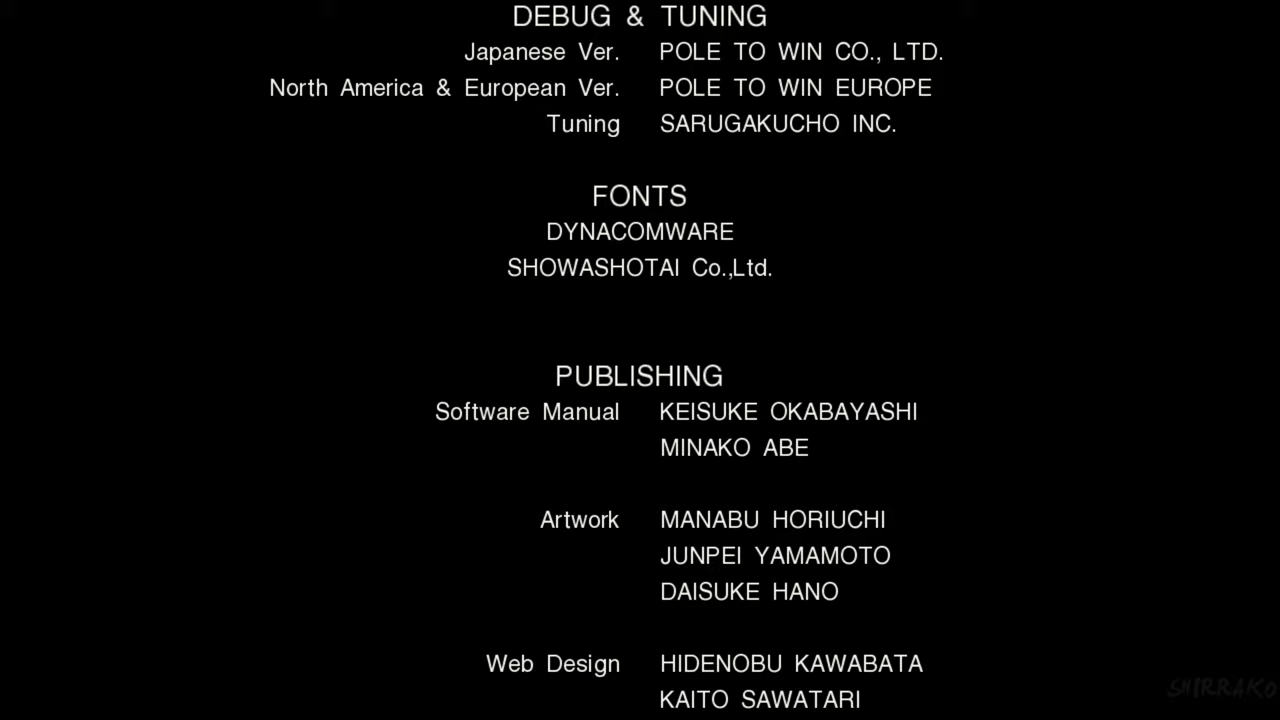 DEBUG & TUNING
Japanese Ver. POLE TO WIN CO., LTD.
North America & European Ver. POLE TO WIN EUROPE
Tuning SARUGAKUCHO INC.
FONTS
DYNACOMWARE
SHOWASHOTAI Co.,Ltd.
PUBLISHING
Software Manual KEISUKE OKABAYASHI
MINAKO ABE
Artwork MANABU HORIUCHI
JUNPEI YAMAMOTO
DAISUKE HANO
Web Design HIDENOBU KAWABATA
KAITO SAWATARI
SHIRRAKO